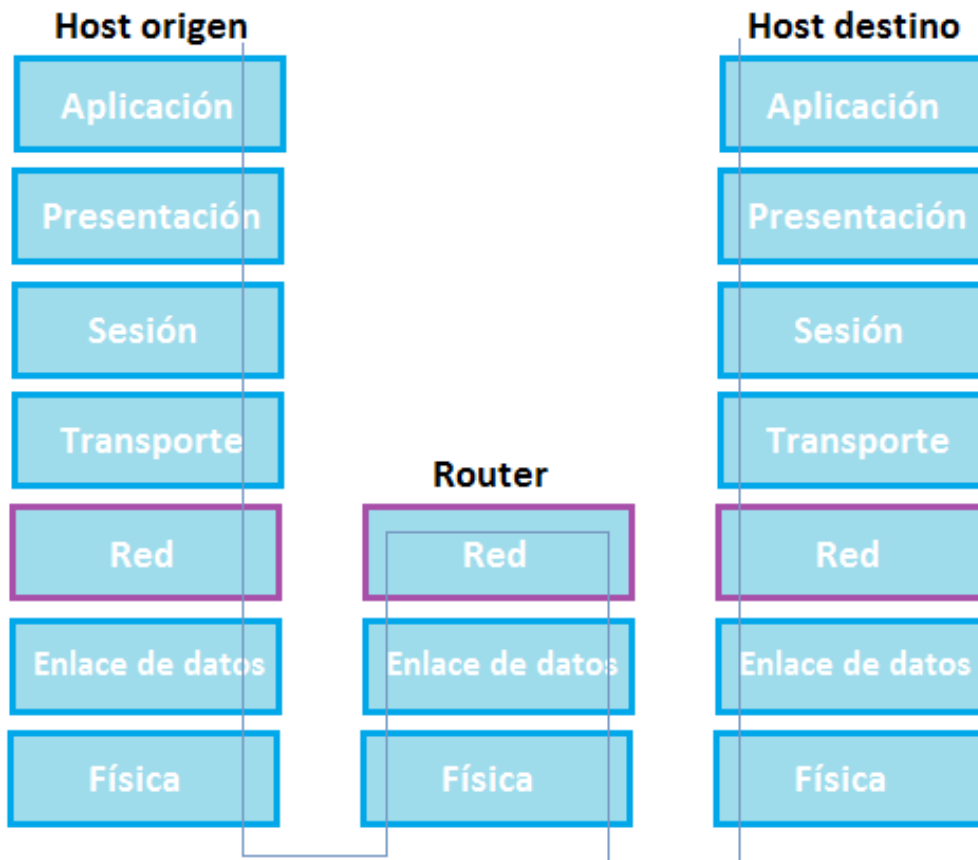 Host origen
Aplicación
Presentación
Sesión
Transporte
Red
Enlace de datos
Física
Router
Red
Enlace de datos
Física
Host destino
Aplicación
Presentación
Sesión
Transporte
Red
Enlace de datos
Física